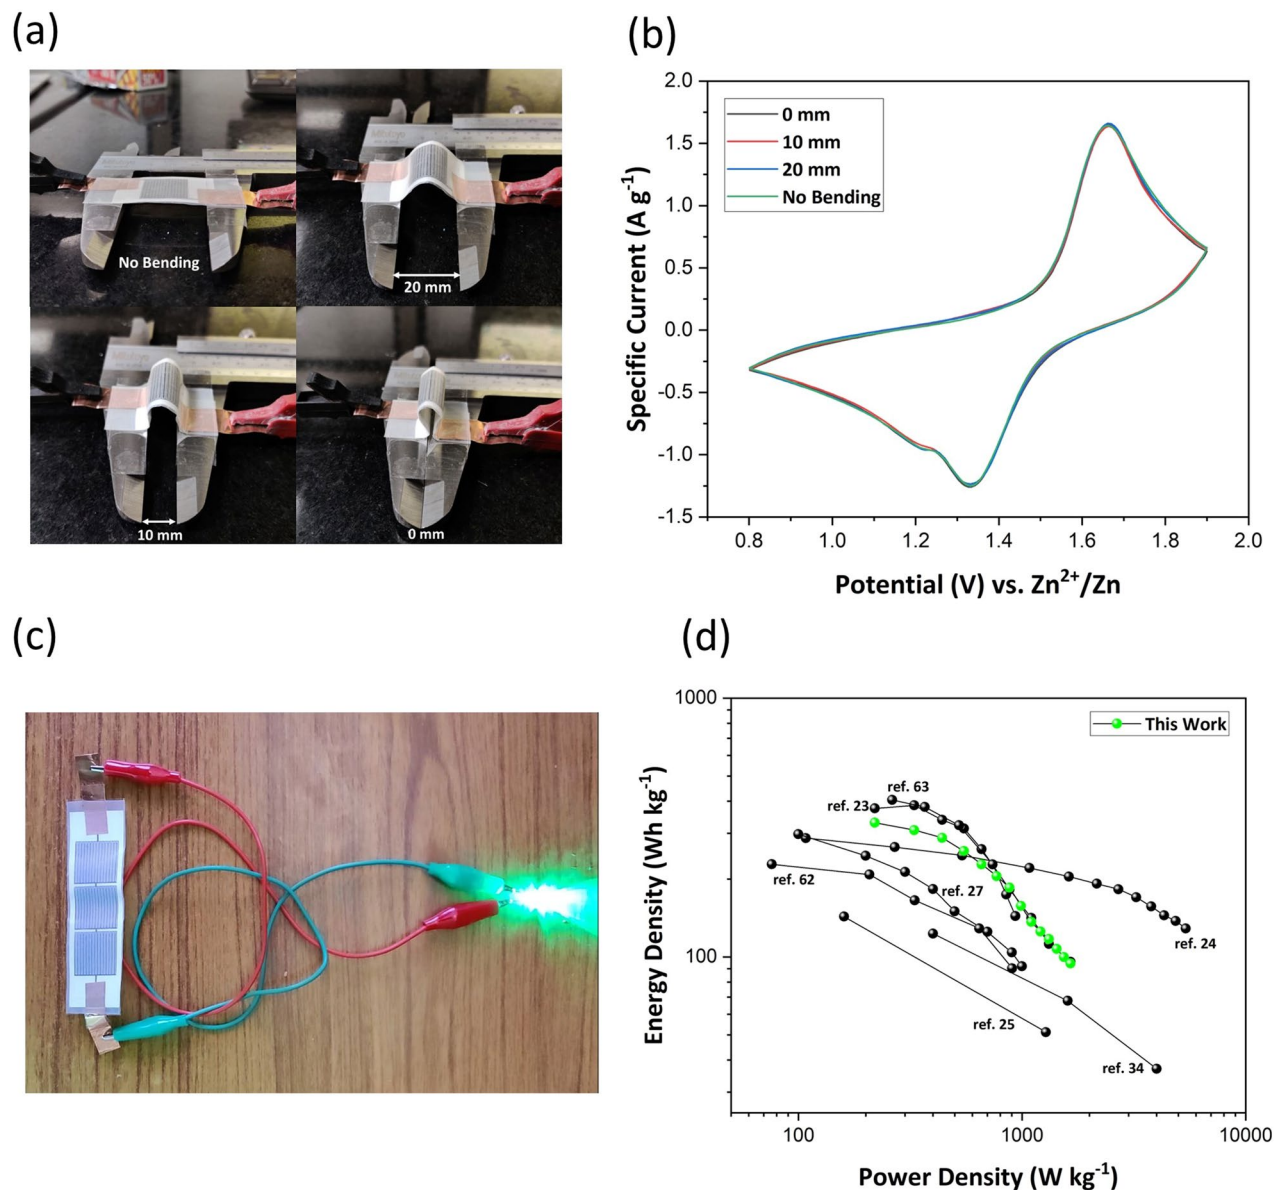 (a)
No Bending
20 mm
10 mm
0 mm
(b)
2.0
1.5
1.0
0.5
0.0
-0.5
-1.0
-1.5
Specific Current (A g⁻¹)
0 mm
10 mm
20 mm
No Bending
0.8
1.0
1.2
1.4
1.6
1.8
2.0
Potential (V) vs. Zn²⁺/Zn
(c)
(d)
1000
100
Energy Density (Wh kg⁻¹)
This Work
ref. 63
ref. 23
ref. 62
ref. 27
ref. 24
ref. 25
ref. 34
100
1000
10000
Power Density (W kg⁻¹)